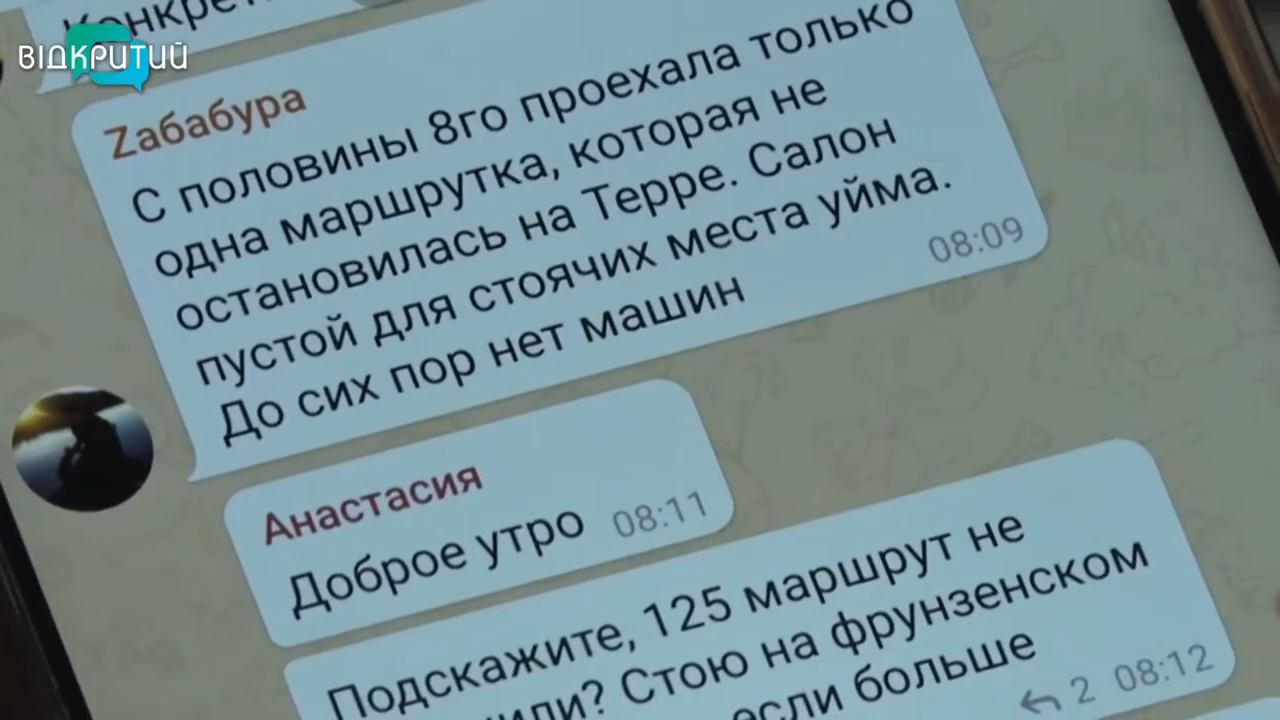 ВІДКРИТИЙ
Zабабура
С половины 8го проехала только
одна маршрутка, которая не
остановилась на Терре. Салон
пустой для стоячих места уйма.
До сих пор нет машин
08:09
Анастасия
Доброе утро
08:11
Подскажите, 125 маршрут не
Стою на фрунзенском
если больше
2 08:12